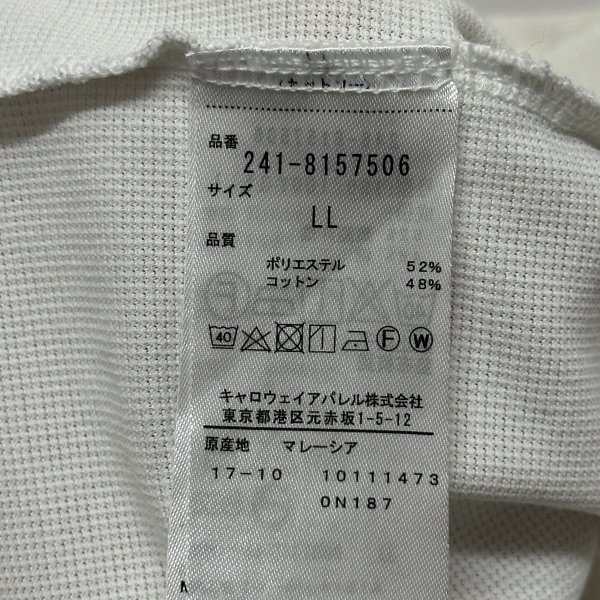 品番
241-8157506
サイズ
LL
品質
ポリエステル 52%
コットン 48%
40 F W
キャロウェイアパレル株式会社
東京都港区元赤坂1-5-12
原産地 マレーシア
17-10 10111473
0N187